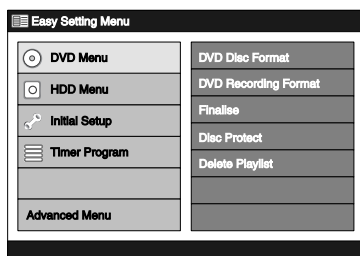 Easy Setting Menu
DVD Menu
HDD Menu
Initial Setup
Timer Program
Advanced Menu
DVD Disc Format
DVD Recording Format
Finalise
Disc Protect
Delete Playlist